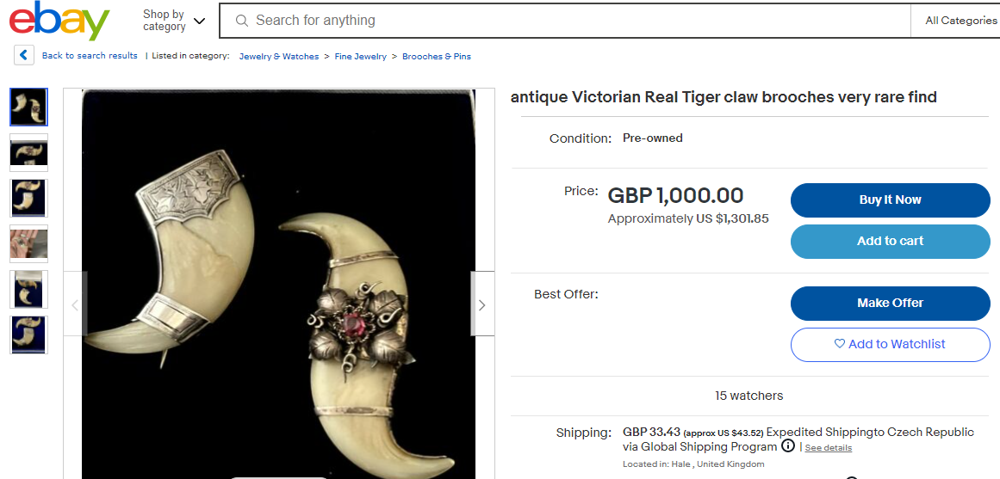 ebay
Shop by
category
Search for anything
All Categories
Back to search results | Listed in category: Jewelry & Watches > Fine Jewelry > Brooches & Pins
antique Victorian Real Tiger claw brooches very rare find
Condition: Pre-owned
Price: GBP 1,000.00
Approximately US $1,301.85
Buy It Now
Add to cart
Best Offer:
Make Offer
Add to Watchlist
15 watchers
Shipping: GBP 33.43 (approx US $43.52) Expedited Shippingto Czech Republic
via Global Shipping Program | See details
Located in: Hale , United Kingdom